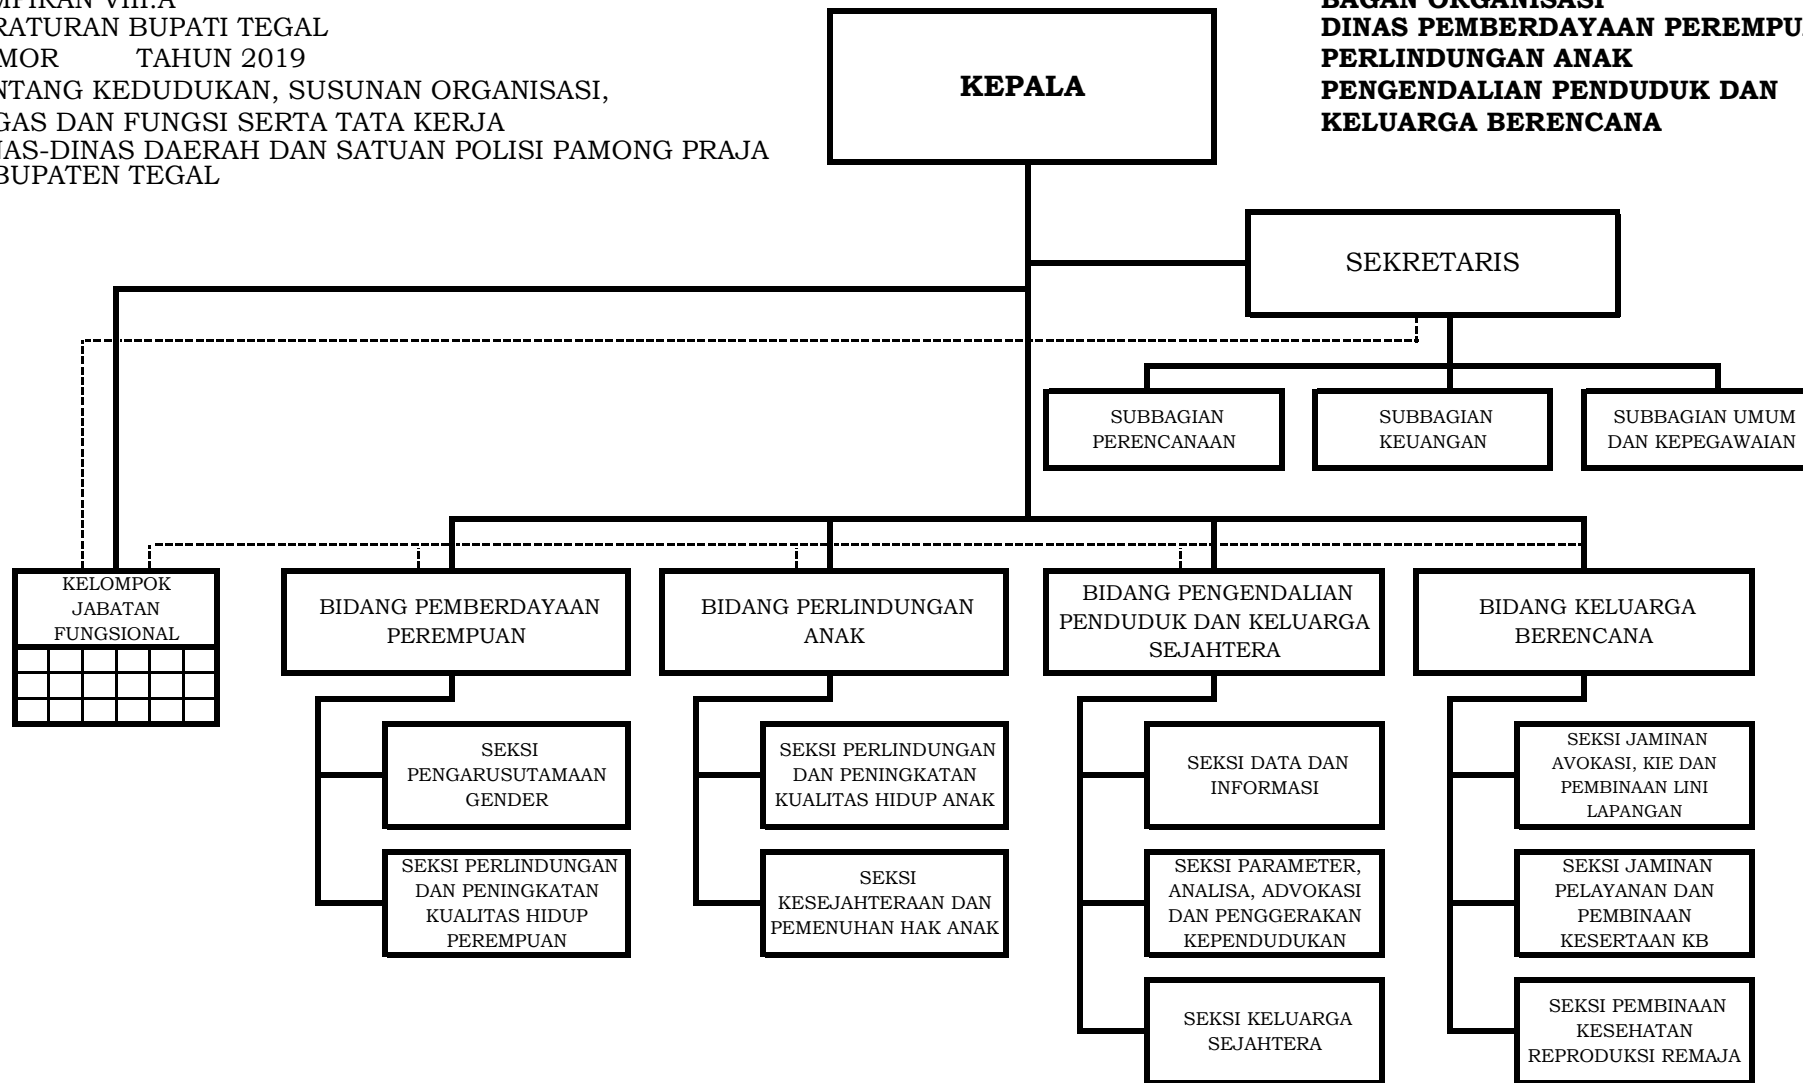 MPIRAN VIII.A
RATURAN BUPATI TEGAL
MOR TAHUN 2019
NTANG KEDUDUKAN, SUSUNAN ORGANISASI,
GAS DAN FUNGSI SERTA TATA KERJA
NAS-DINAS DAERAH DAN SATUAN POLISI PAMONG PRAJA
BUPATEN TEGAL
BAGAN ORGANISASI
DINAS PEMBERDAYAAN PEREMPU
PERLINDUNGAN ANAK
PENGENDALIAN PENDUDUK DAN
KELUARGA BERENCANA
KEPALA
SEKRETARIS
SUBBAGIAN
PERENCANAAN
SUBBAGIAN
KEUANGAN
SUBBAGIAN UMUM
DAN KEPEGAWAIAN
KELOMPOK
JABATAN
FUNGSIONAL
BIDANG PEMBERDAYAAN
PEREMPUAN
BIDANG PERLINDUNGAN
ANAK
BIDANG PENGENDALIAN
PENDUDUK DAN KELUARGA
SEJAHTERA
BIDANG KELUARGA
BERENCANA
SEKSI
PENGARUSUTAMAAN
GENDER
SEKSI PERLINDUNGAN
DAN PENINGKATAN
KUALITAS HIDUP ANAK
SEKSI DATA DAN
INFORMASI
SEKSI JAMINAN
AVOKASI, KIE DAN
PEMBINAAN LINI
LAPANGAN
SEKSI PERLINDUNGAN
DAN PENINGKATAN
KUALITAS HIDUP
PEREMPUAN
SEKSI
KESEJAHTERAAN DAN
PEMENUHAN HAK ANAK
SEKSI PARAMETER,
ANALISA, ADVOKASI
DAN PENGGERAKAN
KEPENDUDUKAN
SEKSI JAMINAN
PELAYANAN DAN
PEMBINAAN
KESERTAAN KB
SEKSI KELUARGA
SEJAHTERA
SEKSI PEMBINAAN
KESEHATAN
REPRODUKSI REMAJA